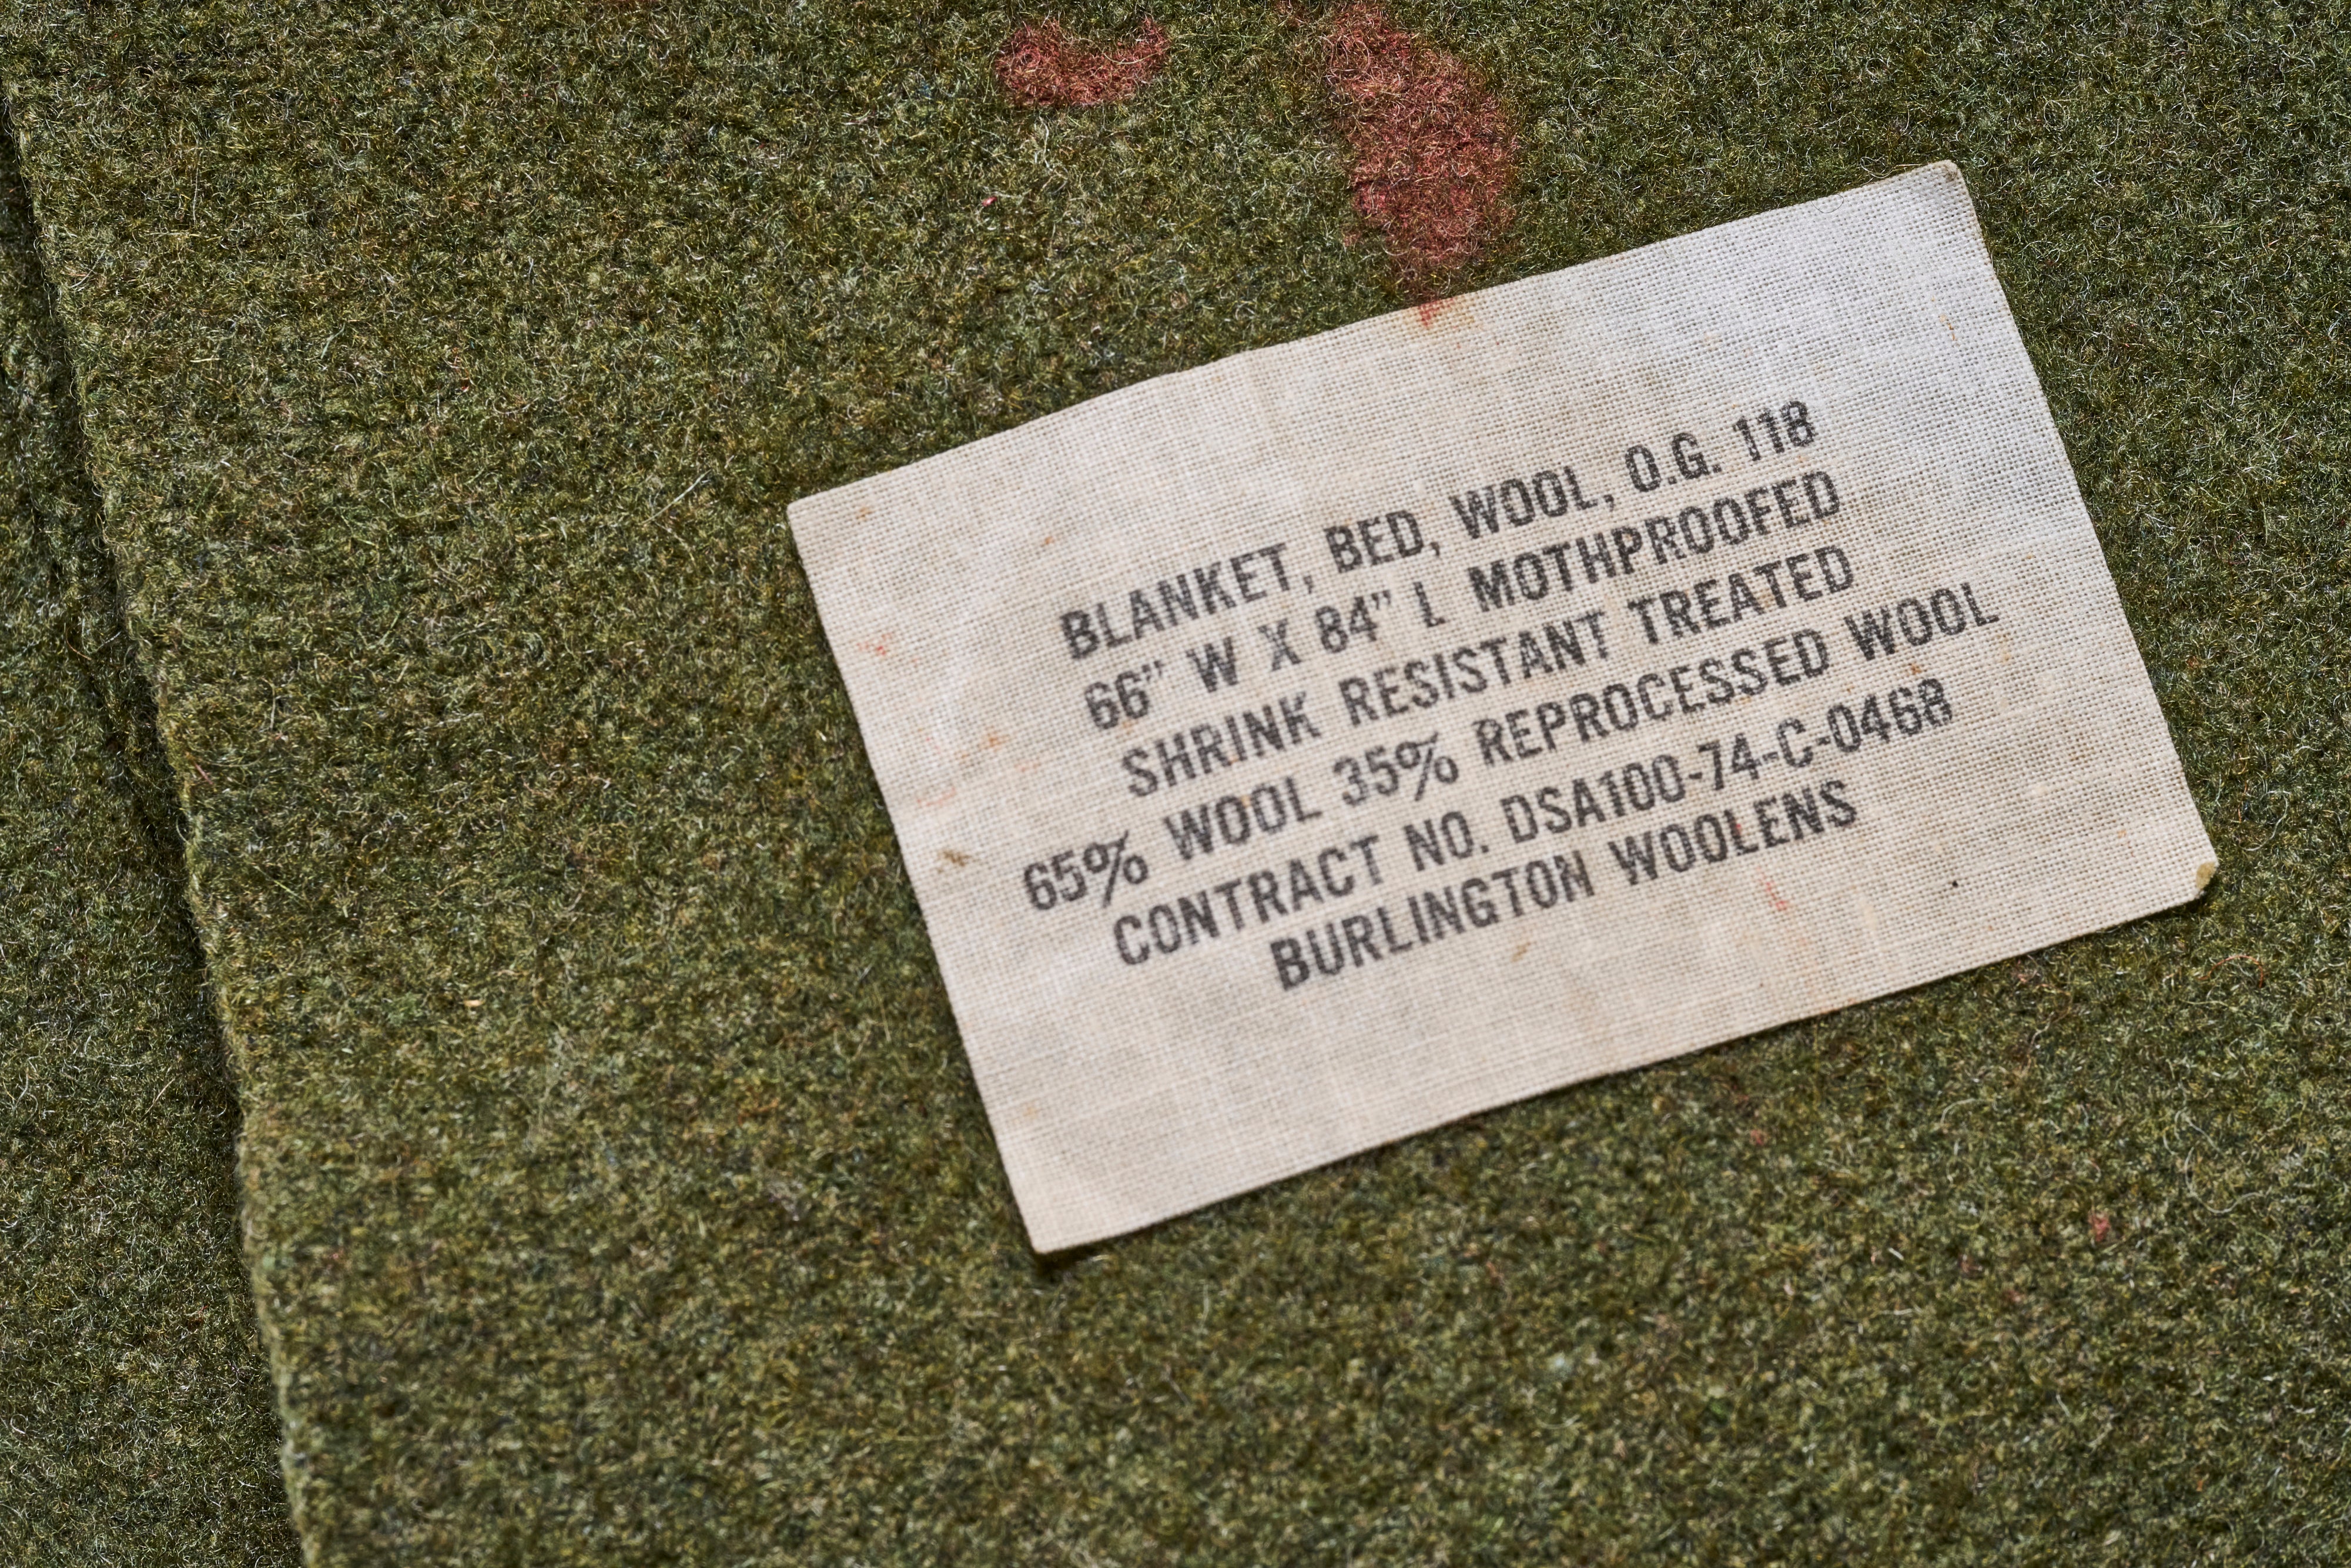 BLANKET, BED, WOOL, O.G. 118
66" W X 84" L MOTHPROOFED
SHRINK RESISTANT TREATED
65% WOOL 35% REPROCESSED WOOL
CONTRACT NO. DSA100-74-C-0468
BURLINGTON WOOLENS